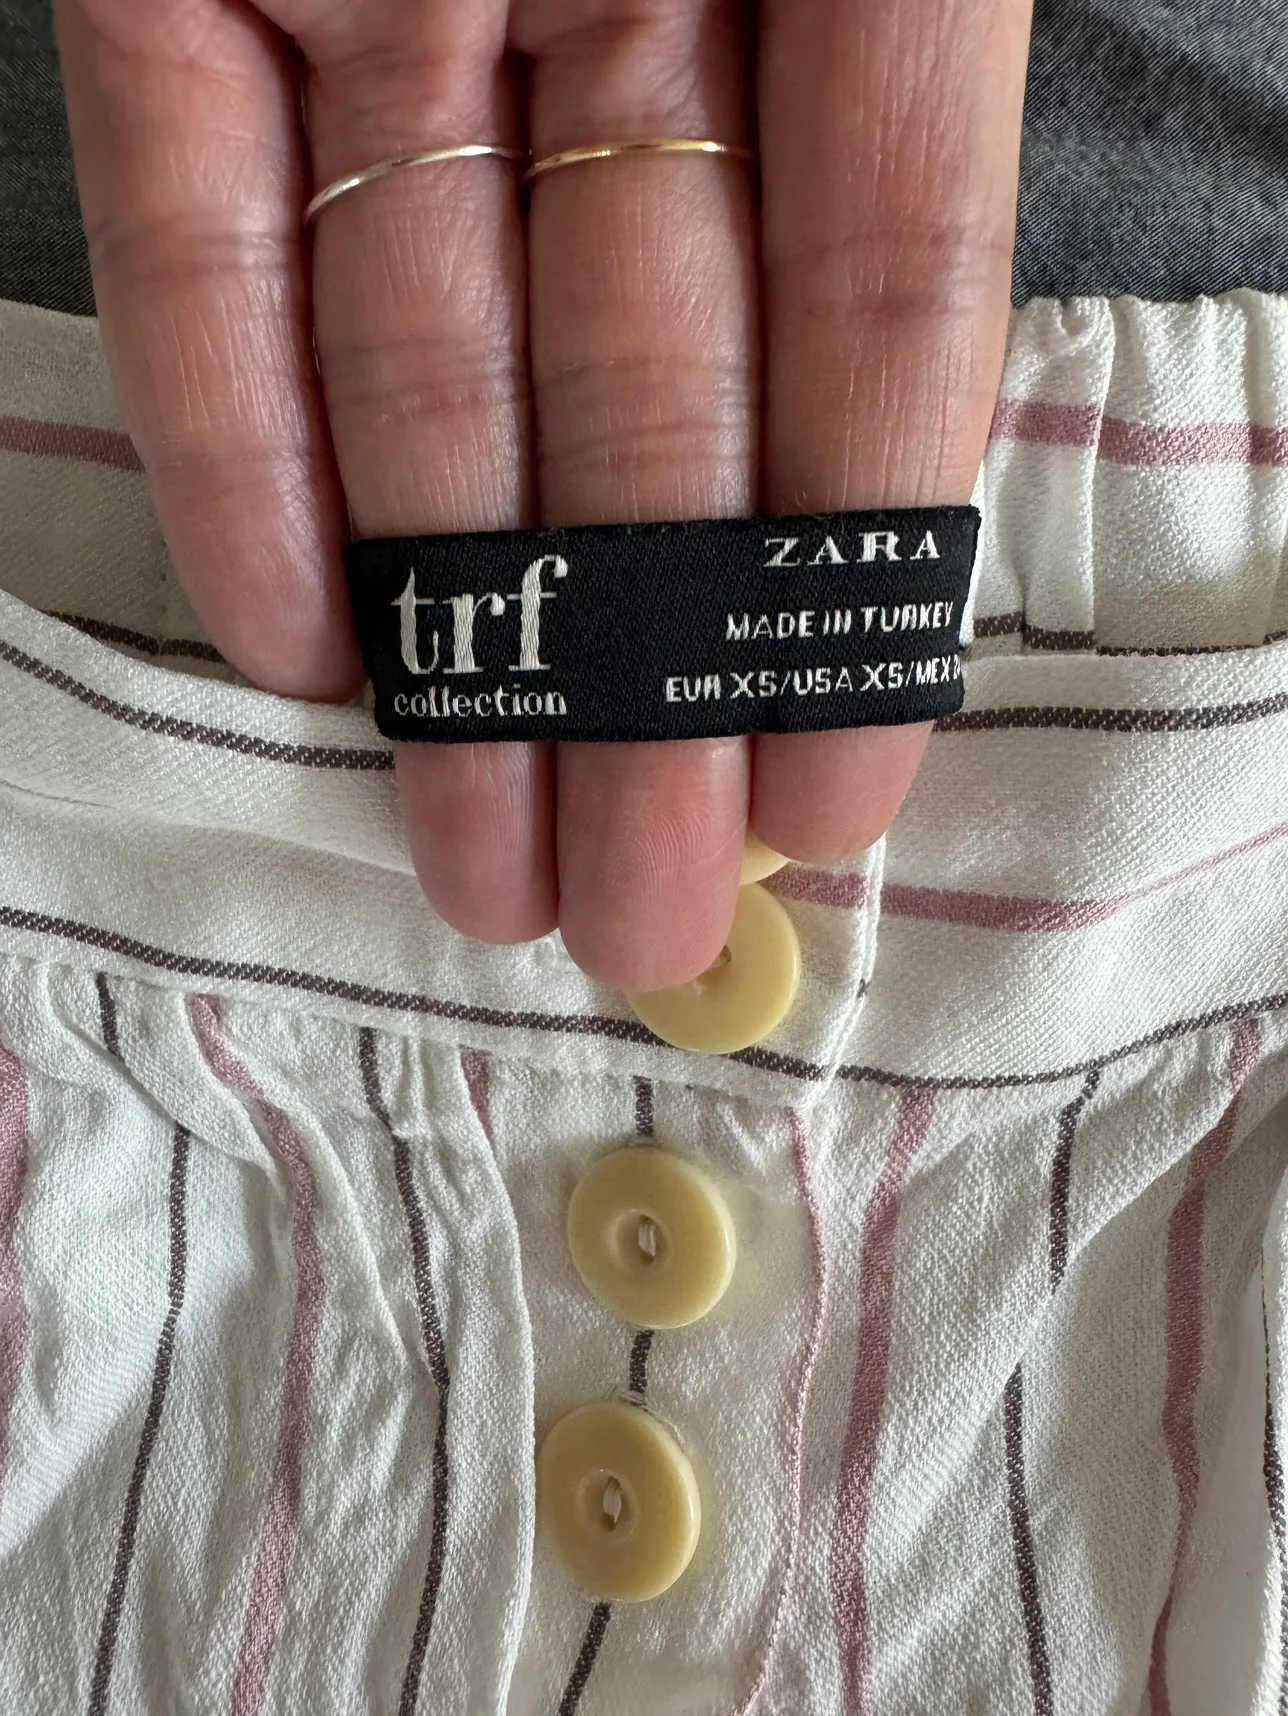 trf
collection
ZARA
MADE IN TURKEY
EUR XS/USA XS/MEX